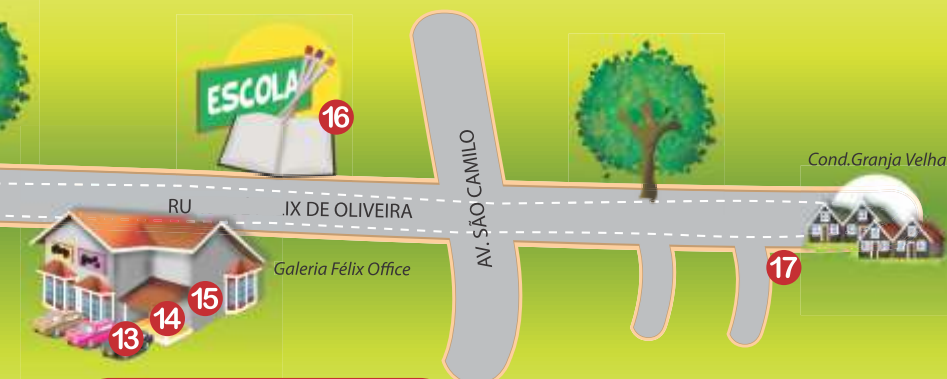 ESCOLA
16
AV. SÃO CAMILO
Cond.Granja Velha
RU
.IX DE OLIVEIRA
Galeria Félix Office
17
15
14
13